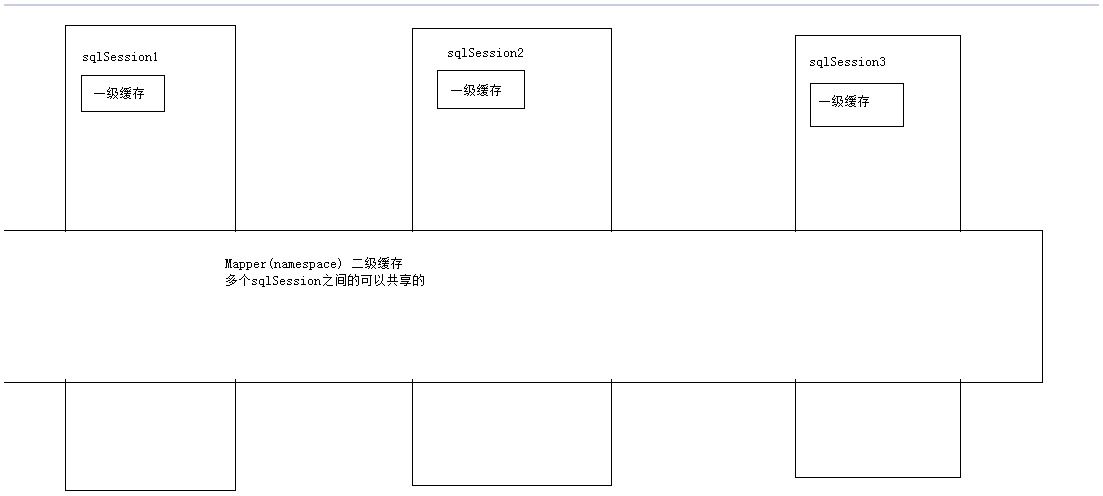 sqlSession1
sqlSession2
sqlSession3
一级缓存
一级缓存
一级缓存
Mapper(namespace) 二级缓存
多个sqlSession之间的可以共享的